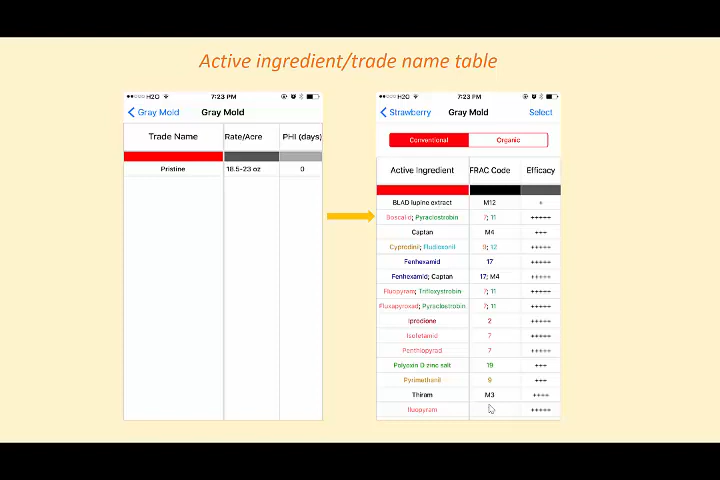 Active ingredient/trade name table
●●○○○ H2O 7:23 PM
Gray Mold Gray Mold
Trade Name Rate/Acre PHI (days)
Pristine 18.5-23 oz 0
●●○○○ H2O 7:23 PM
Strawberry Gray Mold Select
Conventional Organic
Active Ingredient FRAC Code Efficacy
BLAD lupine extract M12 +
Boscalid; Pyraclostrobin 7; 11 +++++
Captan M4 +++
Cyprodinil; Fludioxonil 9; 12 +++++
Fenhexamid 17 +++++
Fenhexamid; Captan 17; M4 +++++
Fluopyram; Trifloxystrobin 7; 11 +++++
Fluxapyroxad; Pyraclostrobin 7; 11 +++++
Iprodione 2 +++++
Isofetamid 7 +++++
Penthiopyrad 7 +++++
Polyoxin D zinc salt 19 +++
Pyrimethanil 9 +++
Thiram M3 ++++
fluopyram +++++